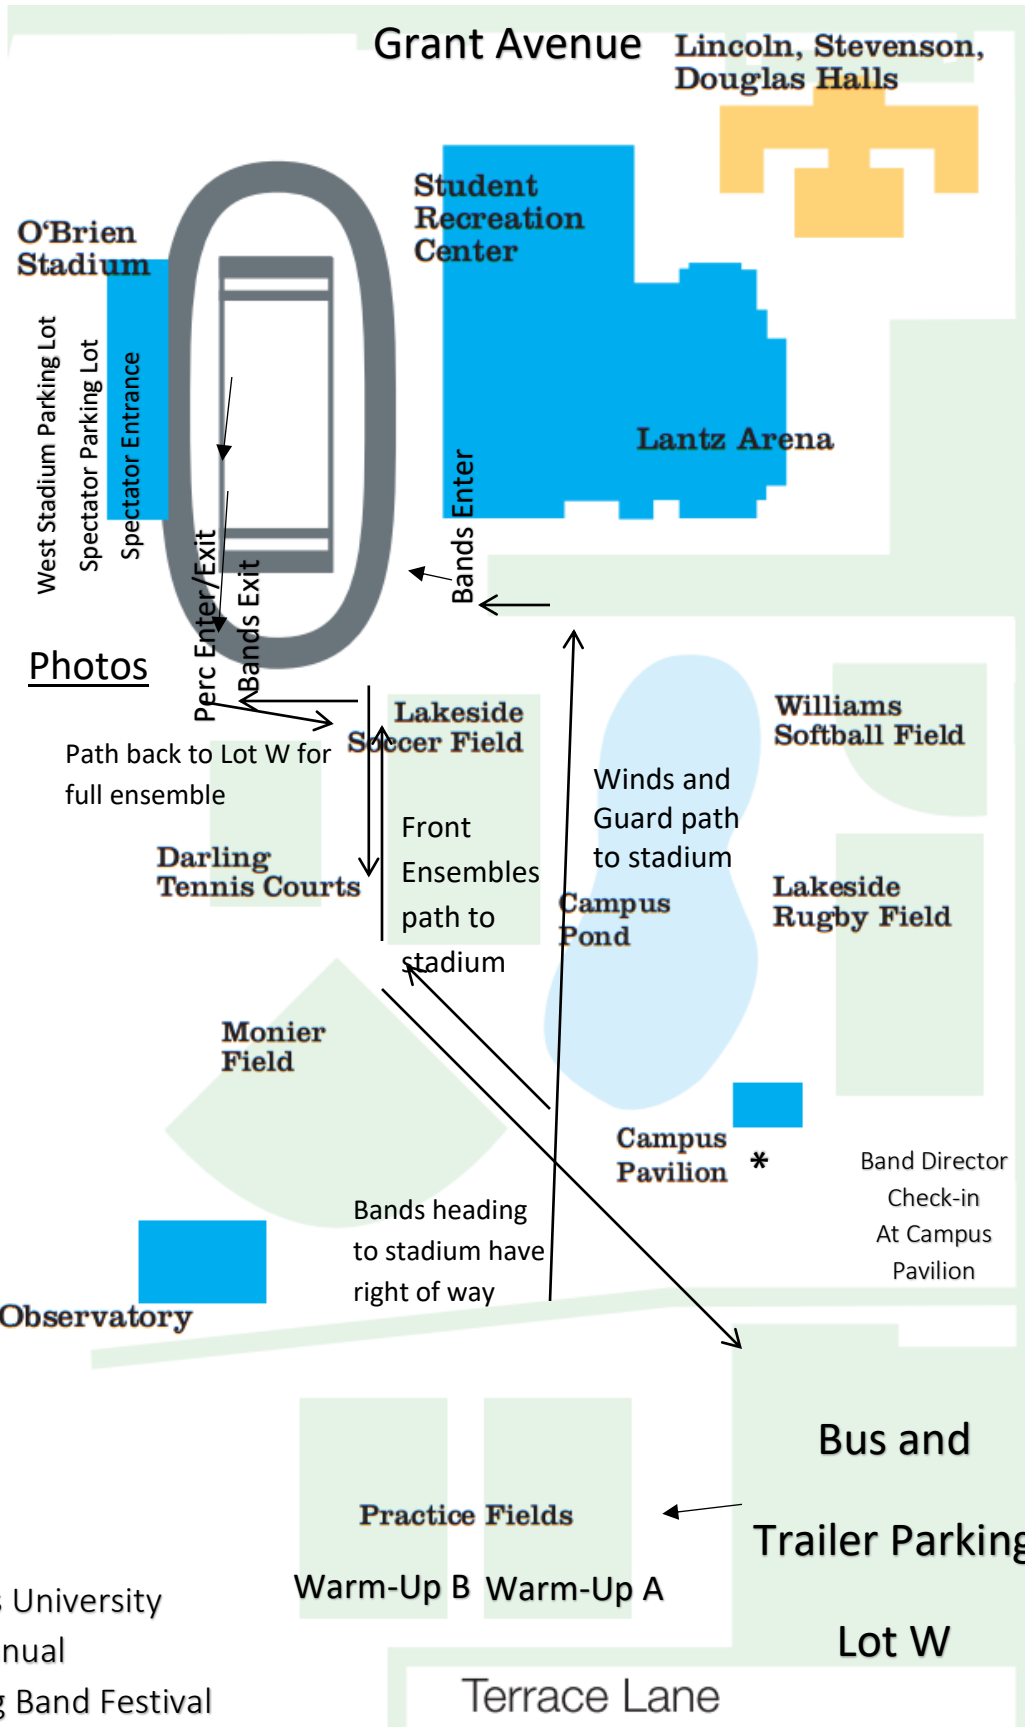 Grant Avenue
Lincoln, Stevenson,
Douglas Halls
Student
Recreation
Center
O‘Brien
Stadium
West Stadium Parking Lot
Spectator Parking Lot
Spectator Entrance
Lantz Arena
Bands Enter
Perc Enter/Exit
Bands Exit
Photos
Lakeside
Soccer Field
Williams
Softball Field
Path back to Lot W for
full ensemble
Winds and
Guard path
to stadium
Front
Ensembles
path to
stadium
Darling
Tennis Courts
Campus
Pond
Lakeside
Rugby Field
Monier
Field
Campus
Pavilion *
Band Director
Check-in
At Campus
Pavilion
Bands heading
to stadium have
right of way
Observatory
Bus and
Trailer Parking
Lot W
Practice Fields
Warm-Up B
Warm-Up A
s University
nual
g Band Festival
Terrace Lane